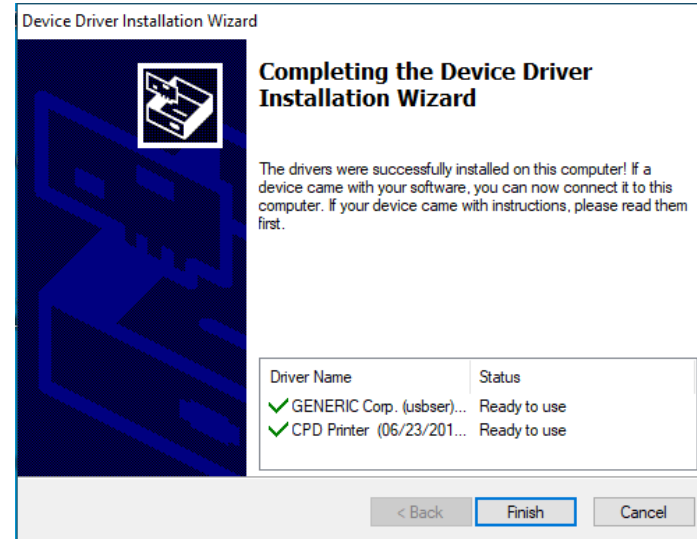 Device Driver Installation Wizard
Completing the Device Driver
Installation Wizard
The drivers were successfully installed on this computer! If a
device came with your software, you can now connect it to this
computer. If your device came with instructions, please read them
first.
Driver Name Status
GENERIC Corp. (usbser)... Ready to use
CPD Printer (06/23/201... Ready to use
< Back Finish Cancel